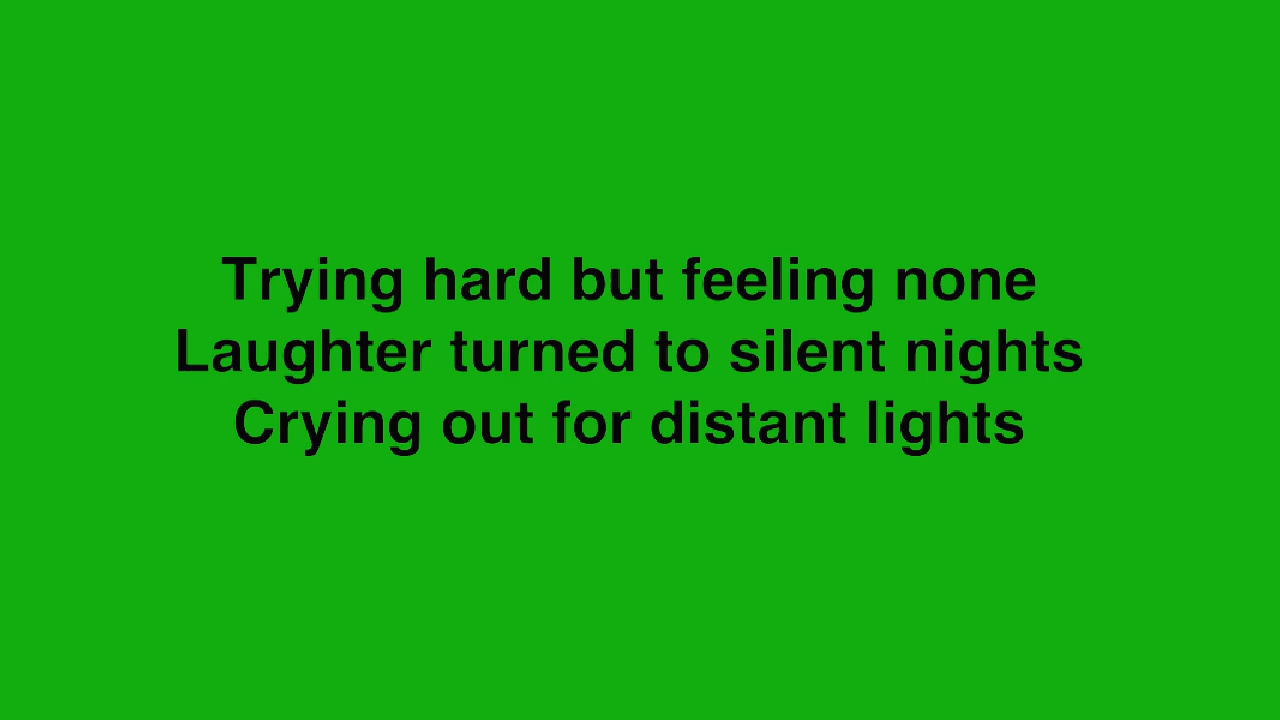 Trying hard but feeling none
Laughter turned to silent nights
Crying out for distant lights